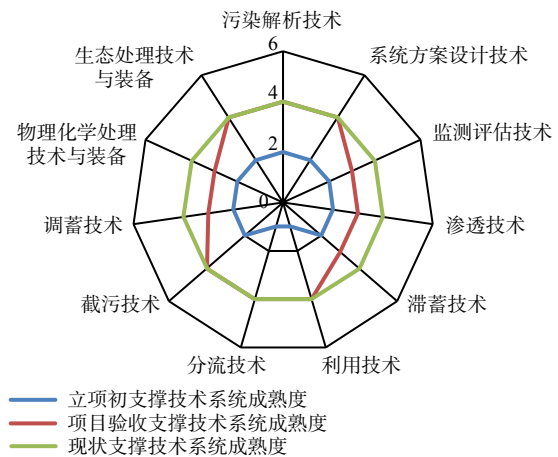 污染解析技术
6
生态处理技术
与装备
系统方案设计技术
4
物理化学处理
技术与装备
监测评估技术
2
0
调蓄技术
渗透技术
截污技术
滞蓄技术
分流技术
利用技术
立项初支撑技术系统成熟度
项目验收支撑技术系统成熟度
现状支撑技术系统成熟度